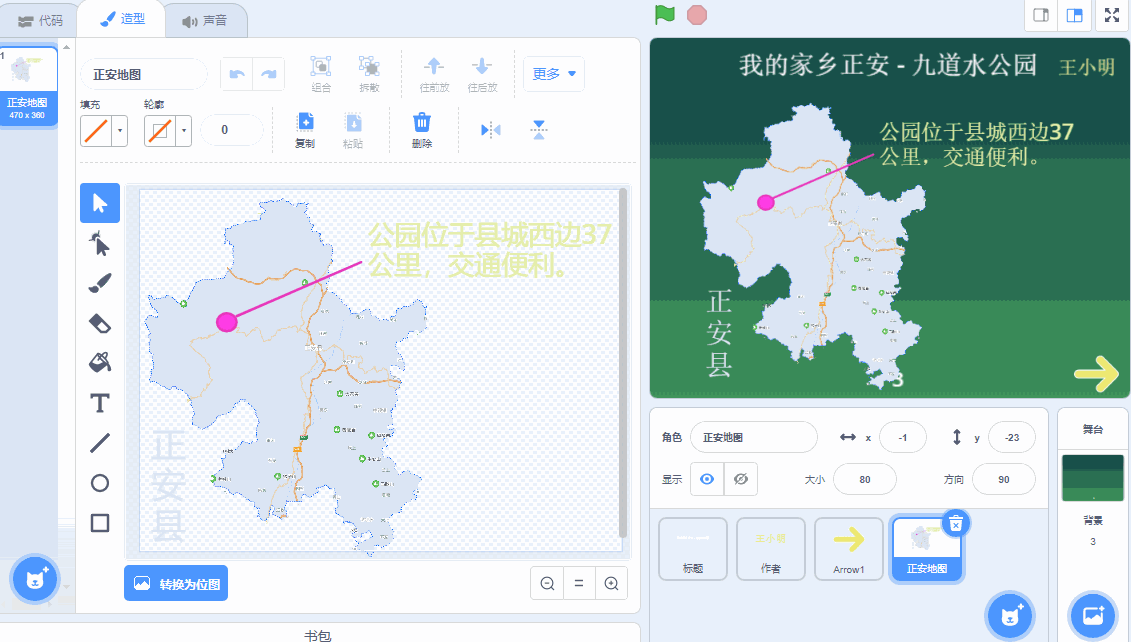 代码
造型
声音
1
正安地图
470 x 360
正安地图
组合
拆散
往前放
往后放
更多
填充
轮廓
0
复制
粘贴
删除
公园位于县城西边37
公里，交通便利。
正安县
转换为位图
书包
我的家乡正安 - 九道水公园
王小明
公园位于县城西边37
公里，交通便利。
正安县
3
角色
正安地图
x
-1
y
-23
显示
大小
80
方向
90
标题
王小明
作者
Arrow1
正安地图
舞台
背景
3